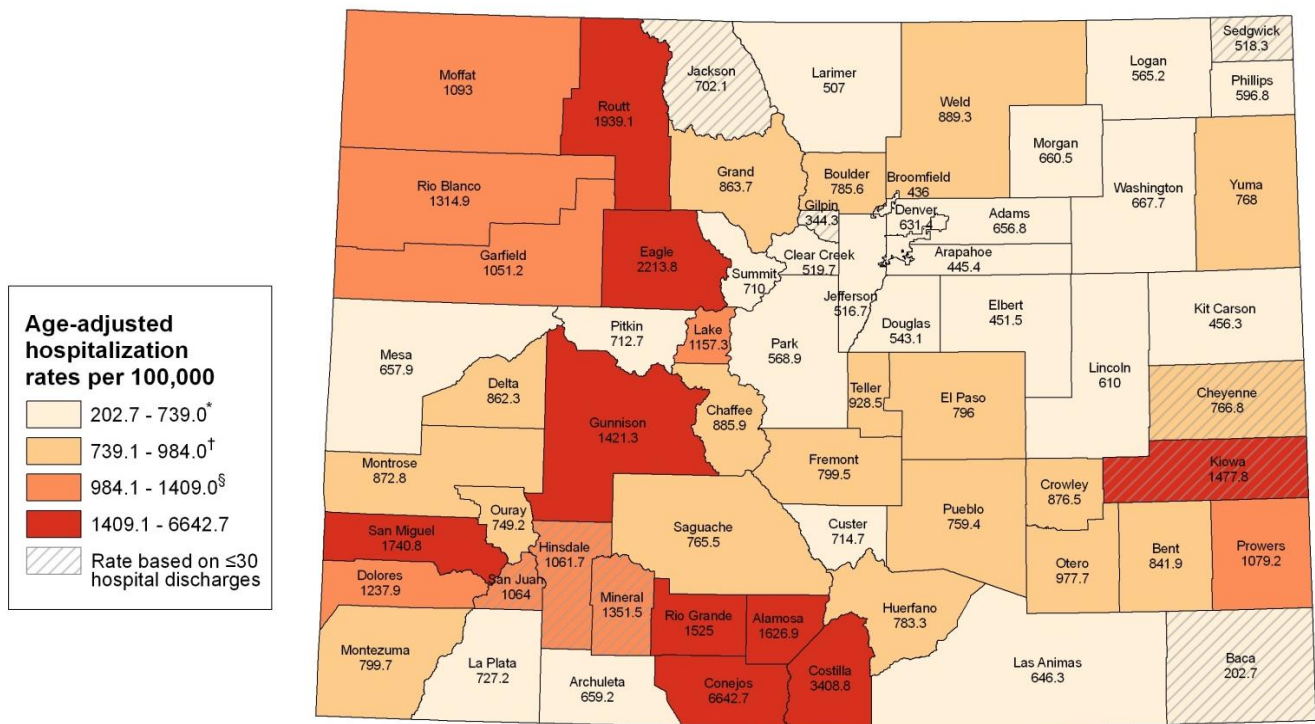 Age-adjusted
hospitalization
rates per 100,000
202.7 - 739.0*
739.1 - 984.0†
984.1 - 1409.0§
1409.1 - 6642.7
Rate based on ≤30
hospital discharges
Moffat
1093
Routt
1939.1
Jackson
702.1
Larimer
507
Weld
889.3
Logan
565.2
Sedgwick
518.3
Phillips
596.8
Morgan
660.5
Washington
667.7
Yuma
768
Rio Blanco
1314.9
Grand
863.7
Boulder
785.6
Broomfield
436
Gilpin
344.3
Denver
631.4
Adams
656.8
Arapahoe
445.4
Garfield
1051.2
Eagle
2213.8
Summit
710
Clear Creek
519.7
Jefferson
516.7
Douglas
543.1
Elbert
451.5
Kit Carson
456.3
Lincoln
610
Mesa
657.9
Pitkin
712.7
Lake
1157.3
Park
568.9
Teller
928.5
El Paso
796
Cheyenne
766.8
Delta
862.3
Gunnison
1421.3
Chaffee
885.9
Fremont
799.5
Kiowa
1477.8
Montrose
872.8
Ouray
749.2
Saguache
765.5
Custer
714.7
Pueblo
759.4
Crowley
876.5
Otero
977.7
Bent
841.9
Prowers
1079.2
San Miguel
1740.8
Dolores
1237.9
San Juan
1064
Hinsdale
1061.7
Mineral
1351.5
Rio Grande
1525
Alamosa
1626.9
Huerfano
783.3
Montezuma
799.7
La Plata
727.2
Archuleta
659.2
Conejos
6642.7
Costilla
3408.8
Las Animas
646.3
Baca
202.7